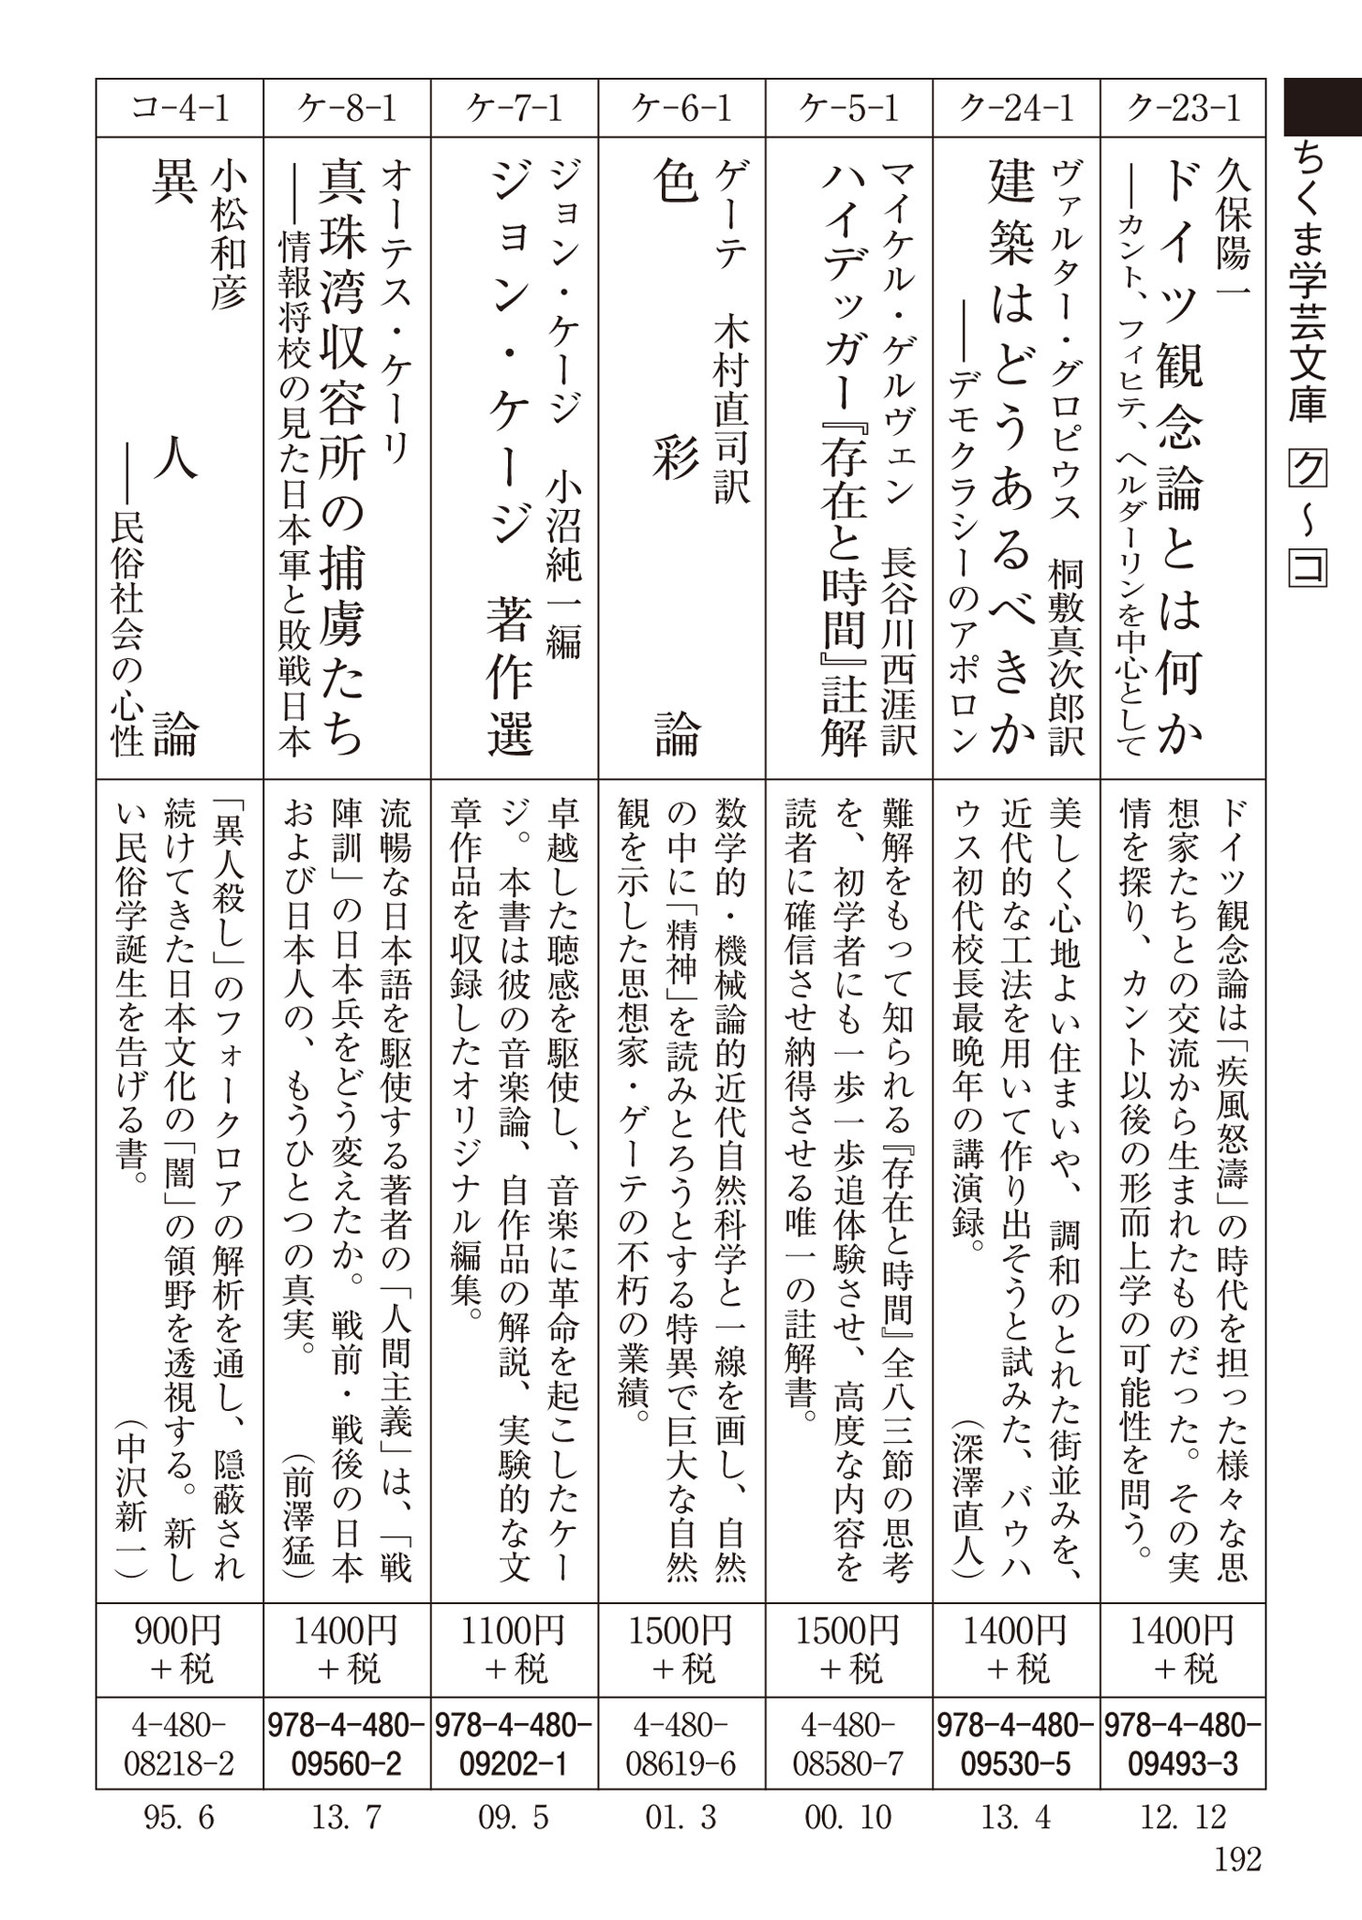 ちくま学芸文庫 ク〜コ
ク-23-1
久保陽一
ドイツ観念論とは何か
――カント、フィヒテ、ヘルダーリンを中心として
ドイツ観念論は「疾風怒濤」の時代を担った様々な思
想家たちとの交流から生まれたものだった。その実
情を探り、カント以後の形而上学の可能性を問う。
1400円
+税
978-4-480-
09493-3
12. 12
ク-24-1
ヴァルター・グロピウス 桐敷真次郎訳
建築はどうあるべきか
――デモクラシーのアポロン
美しく心地よい住まいや、調和のとれた街並みを、
近代的な工法を用いて作り出そうと試みた、バウハ
ウス初代校長最晩年の講演録。 (深澤直人)
1400円
+税
978-4-480-
09530-5
13. 4
ケ-5-1
マイケル・ゲルヴェン 長谷川西涯訳
ハイデッガー『存在と時間』註解
難解をもって知られる『存在と時間』全八三節の思考
を、初学者にも一歩一歩追体験させ、高度な内容を
読者に確信させ納得させる唯一の註解書。
1500円
+税
4-480-
08580-7
00. 10
ケ-6-1
ゲーテ 木村直司訳
色彩論
数学的・機械論的近代自然科学と一線を画し、自然
の中に「精神」を読みとろうとする特異で巨大な自然
観を示した思想家・ゲーテの不朽の業績。
1500円
+税
4-480-
08619-6
01. 3
ケ-7-1
ジョン・ケージ 小沼純一編
ジョン・ケージ 著作選
卓越した聴感を駆使し、音楽に革命を起こしたケー
ジ。本書は彼の音楽論、自作品の解説、実験的な文
章作品を収録したオリジナル編集。
1100円
+税
978-4-480-
09202-1
09. 5
ケ-8-1
オーテス・ケーリ
真珠湾収容所の捕虜たち
――情報将校の見た日本軍と敗戦日本
流暢な日本語を駆使する著者の「人間主義」は、「戦
陣訓」の日本兵をどう変えたか。戦前・戦後の日本
および日本人の、もうひとつの真実。 (前澤猛)
1400円
+税
978-4-480-
09560-2
13. 7
コ-4-1
小松和彦
異人論
――民俗社会の心性
「異人殺し」のフォークロアの解析を通し、隠蔽され
続けてきた日本文化の「闇」の領野を透視する。新し
い民俗学誕生を告げる書。 (中沢新一)
900円
+税
4-480-
08218-2
95. 6
192